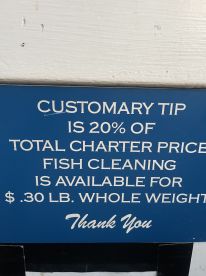 CUSTOMARY TIP
IS 20% OF
TOTAL CHARTER PRICE
FISH CLEANING
IS AVAILABLE FOR
$ .30 LB. WHOLE WEIGHT
Thank You